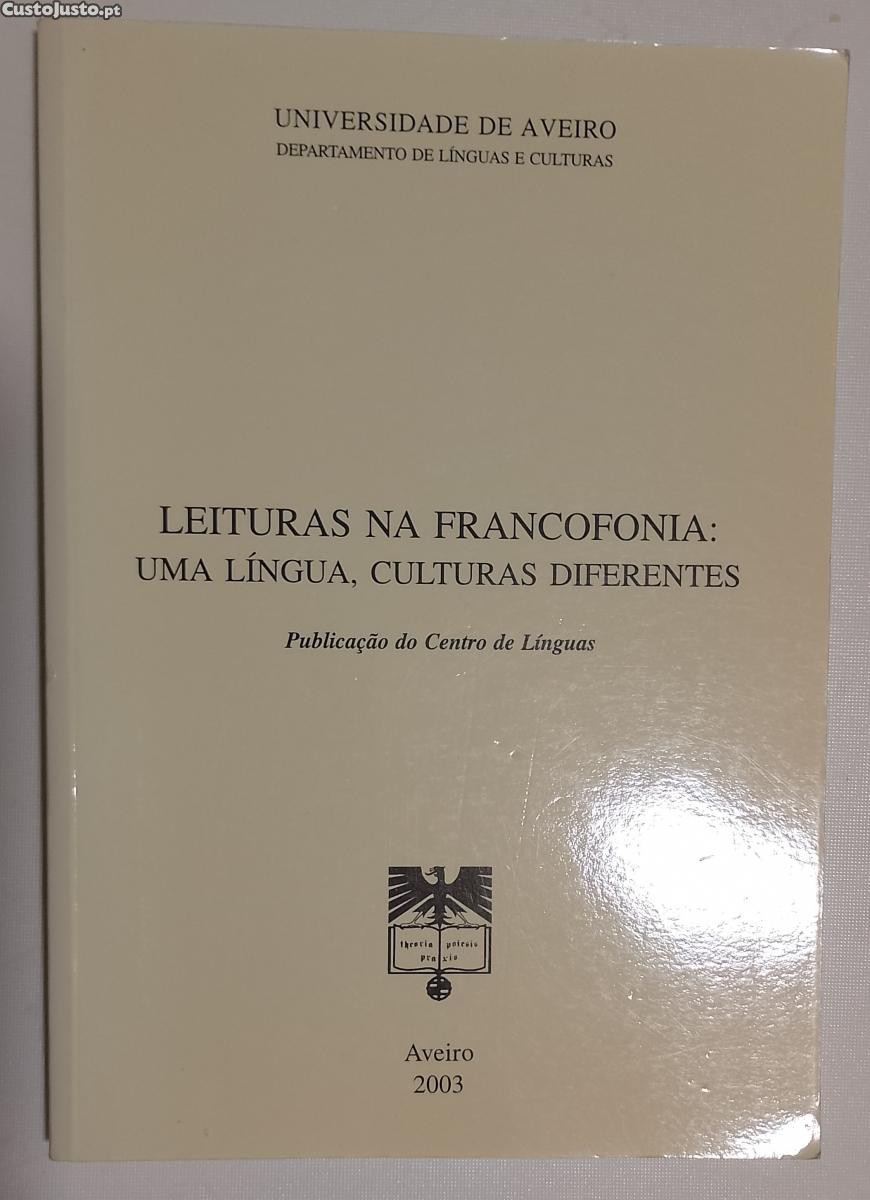 CustoJusto.pt
UNIVERSIDADE DE AVEIRO
DEPARTAMENTO DE LÍNGUAS E CULTURAS
LEITURAS NA FRANCOFONIA:
UMA LÍNGUA, CULTURAS DIFERENTES
Publicação do Centro de Línguas
theoria poiesis
praxis
Aveiro
2003